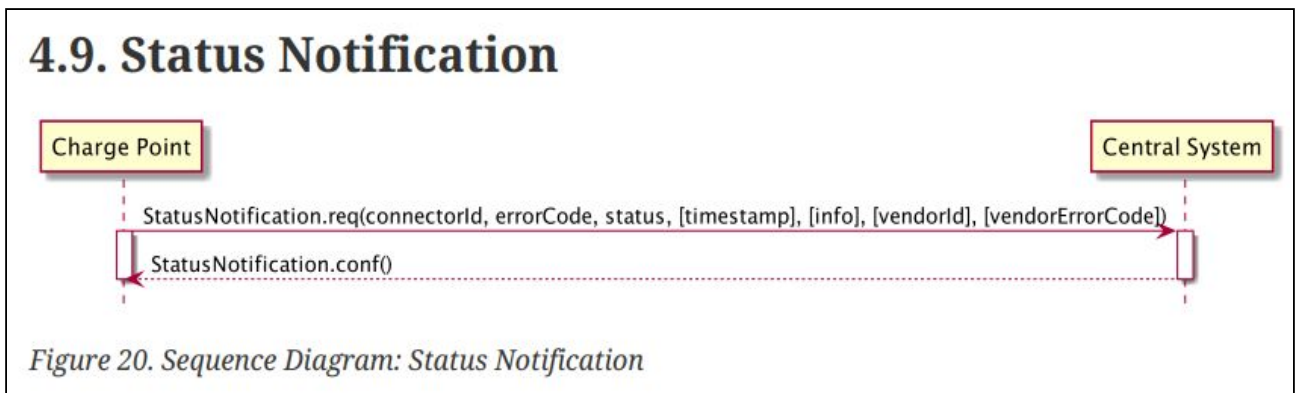 4.9. Status Notification
Charge Point
Central System
StatusNotification.req(connectorId, errorCode, status, [timestamp], [info], [vendorId], [vendorErrorCode])
StatusNotification.conf()
Figure 20. Sequence Diagram: Status Notification